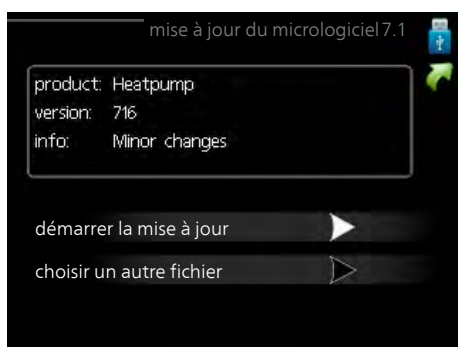 mise à jour du micrologiciel 7.1
product: Heatpump
version: 716
info: Minor changes
démarrer la mise à jour
choisir un autre fichier